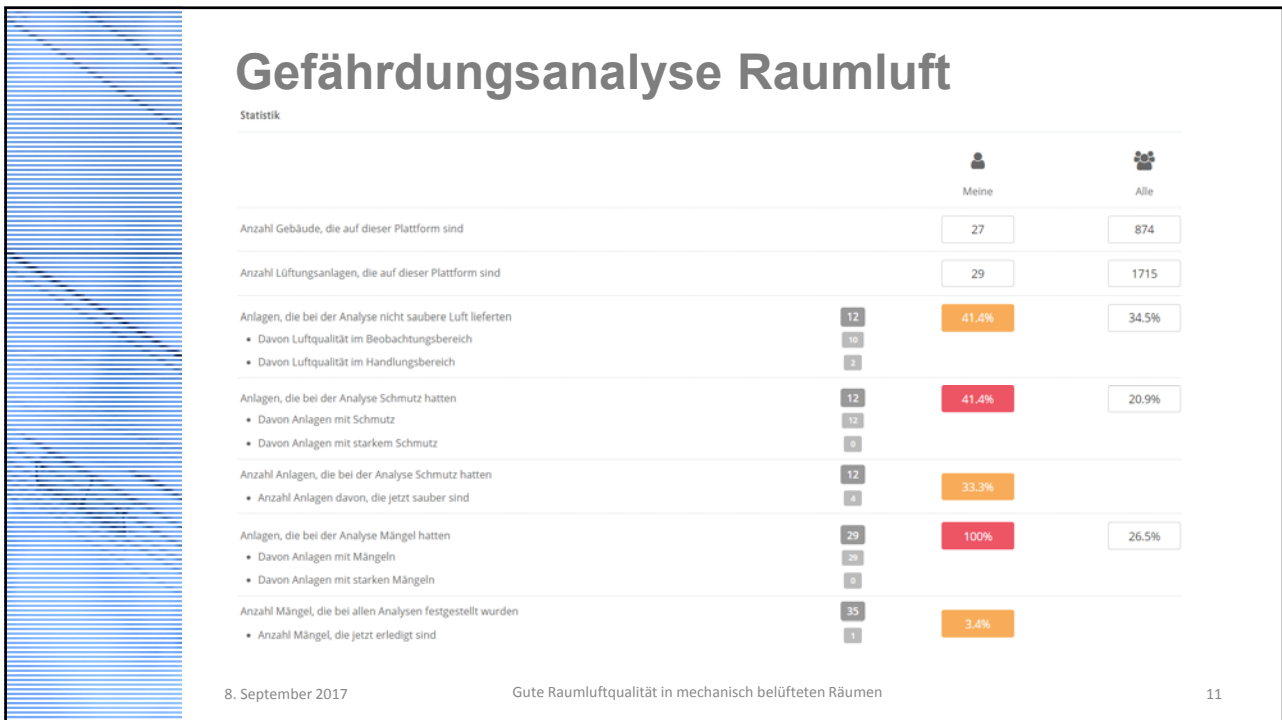 Gefährdungsanalyse Raumluft
Statistik
Meine Alle
Anzahl Gebäude, die auf dieser Plattform sind 27 874
Anzahl Lüftungsanlagen, die auf dieser Plattform sind 29 1715
Anlagen, die bei der Analyse nicht saubere Luft lieferten 12 41.4% 34.5%
• Davon Luftqualität im Beobachtungsbereich 10
• Davon Luftqualität im Handlungsbereich 2
Anlagen, die bei der Analyse Schmutz hatten 12 41.4% 20.9%
• Davon Anlagen mit Schmutz 12
• Davon Anlagen mit starkem Schmutz 0
Anzahl Anlagen, die bei der Analyse Schmutz hatten 12
33.3%
• Anzahl Anlagen davon, die jetzt sauber sind 4
Anlagen, die bei der Analyse Mängel hatten 29 100% 26.5%
• Davon Anlagen mit Mängeln 29
• Davon Anlagen mit starken Mängeln 0
Anzahl Mängel, die bei allen Analysen festgestellt wurden 35
3.4%
• Anzahl Mängel, die jetzt erledigt sind 1
8. September 2017 Gute Raumluftqualität in mechanisch belüfteten Räumen 11